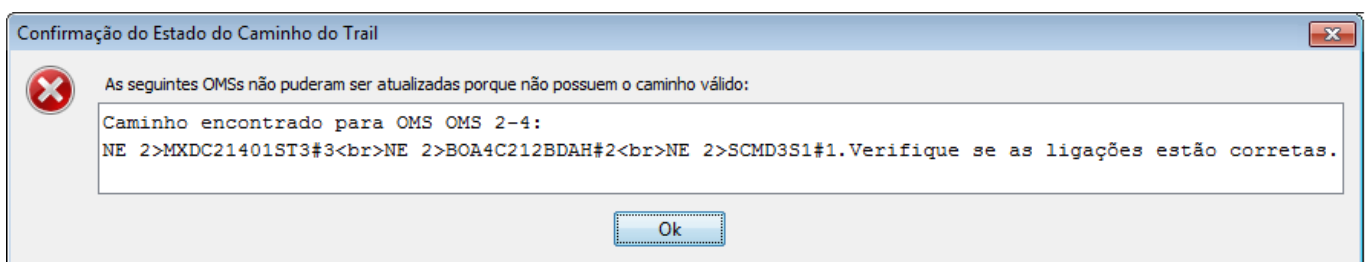 Confirmação do Estado do Caminho do Trail
As seguintes OMSs não puderam ser atualizadas porque não possuem o caminho válido:
Caminho encontrado para OMS OMS 2-4:
NE 2>MXDC21401ST3#3<br>NE 2>BOA4C212BDAH#2<br>NE 2>SCMD3S1#1.Verifique se as ligações estão corretas.
Ok